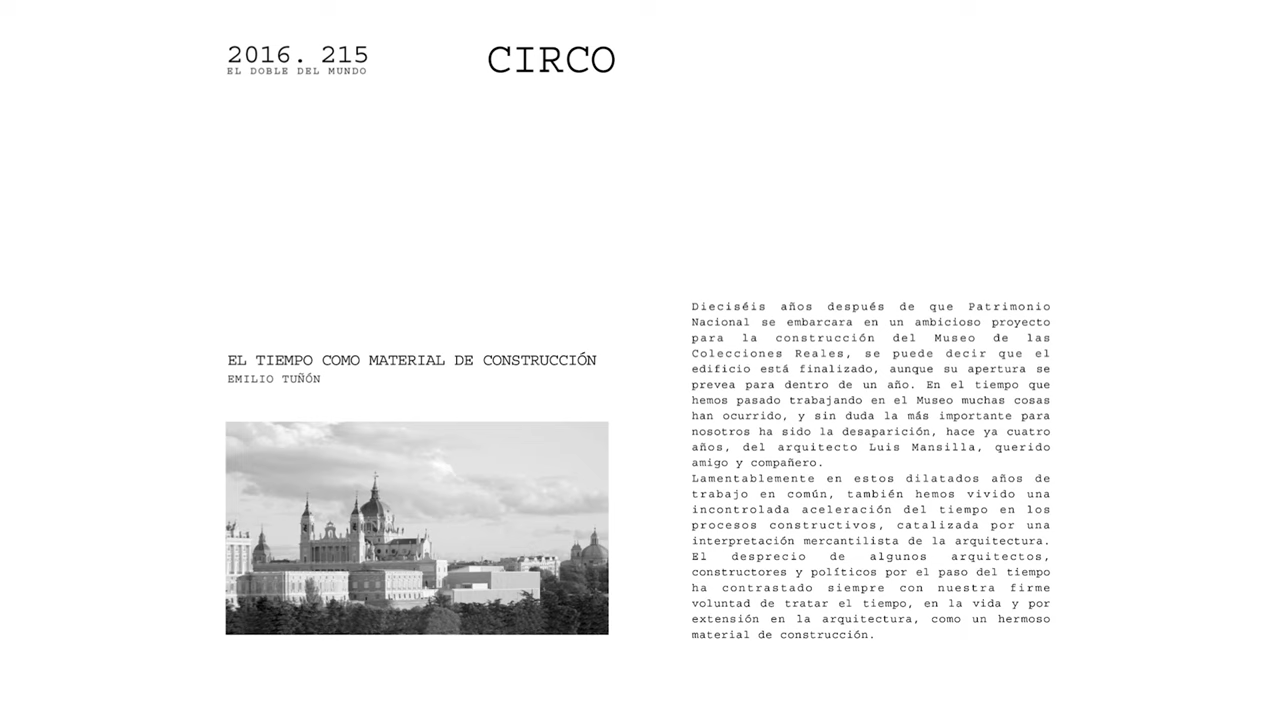 2016. 215
EL DOBLE DEL MUNDO
CIRCO
EL TIEMPO COMO MATERIAL DE CONSTRUCCIÓN
EMILIO TUÑÓN
Dieciséis años después de que Patrimonio
Nacional se embarcara en un ambicioso proyecto
para la construcción del Museo de las
Colecciones Reales, se puede decir que el
edificio está finalizado, aunque su apertura se
prevea para dentro de un año. En el tiempo que
hemos pasado trabajando en el Museo muchas cosas
han ocurrido, y sin duda la más importante para
nosotros ha sido la desaparición, hace ya cuatro
años, del arquitecto Luis Mansilla, querido
amigo y compañero.
Lamentablemente en estos dilatados años de
trabajo en común, también hemos vivido una
incontrolada aceleración del tiempo en los
procesos constructivos, catalizada por una
interpretación mercantilista de la arquitectura.
El desprecio de algunos arquitectos,
constructores y políticos por el paso del tiempo
ha contrastado siempre con nuestra firme
voluntad de tratar el tiempo, en la vida y por
extensión en la arquitectura, como un hermoso
material de construcción.